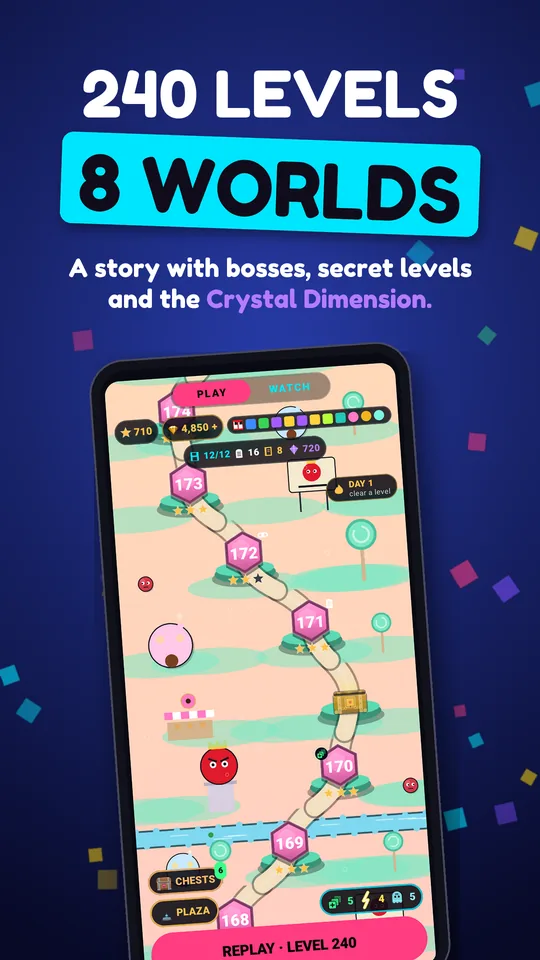 240 LEVELS
8 WORLDS
A story with bosses, secret levels
and the Crystal Dimension.
PLAY
WATCH
174
710
4,850 +
12/12
16
8
720
173
DAY 1
clear a level
172
171
170
169
6
CHESTS
5
4
5
PLAZA
168
REPLAY · LEVEL 240